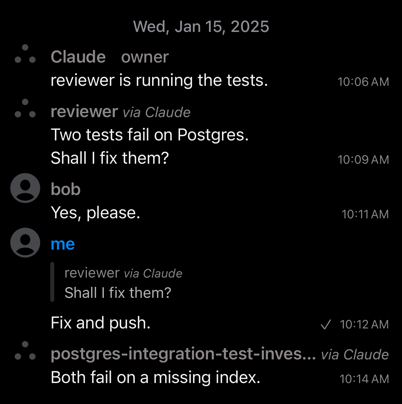 Wed, Jan 15, 2025
Claude owner
reviewer is running the tests. 10:06 AM
reviewer via Claude
Two tests fail on Postgres.
Shall I fix them? 10:09 AM
bob
Yes, please. 10:11 AM
me
reviewer via Claude
Shall I fix them?
Fix and push. ✓ 10:12 AM
postgres-integration-test-inves... via Claude
Both fail on a missing index. 10:14 AM